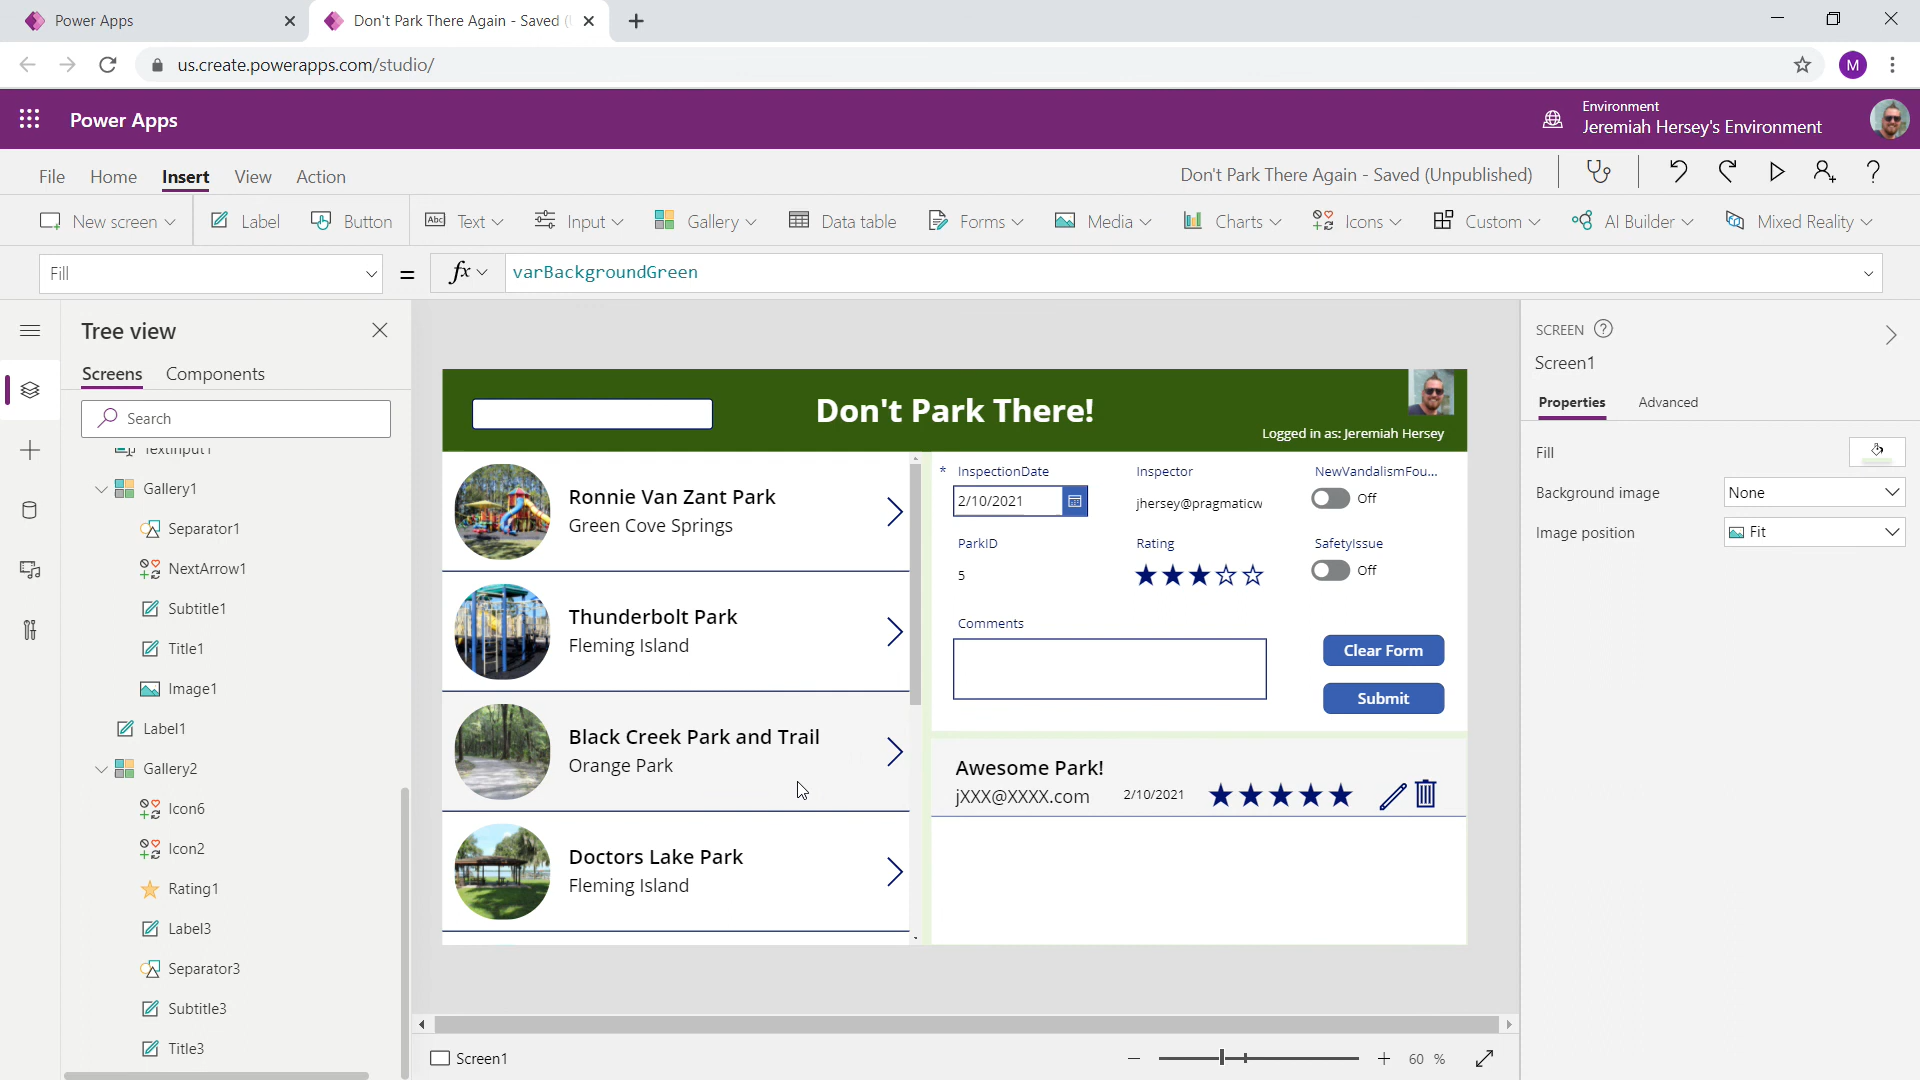 Power Apps
Don't Park There Again - Saved (
us.create.powerapps.com/studio/
M
Power Apps
Environment
Jeremiah Hersey's Environment
File Home Insert View Action
Don't Park There Again - Saved (Unpublished)
New screen Label Button Text Input Gallery Data table Forms Media Charts Icons Custom AI Builder Mixed Reality
Fill = fx varBackgroundGreen
Tree view
Screens Components
Search
TextInput1
Gallery1
Separator1
NextArrow1
Subtitle1
Title1
Image1
Label1
Gallery2
Icon6
Icon2
Rating1
Label3
Separator3
Subtitle3
Title3
Don't Park There!
Logged in as: Jeremiah Hersey
Ronnie Van Zant Park
Green Cove Springs
Thunderbolt Park
Fleming Island
Black Creek Park and Trail
Orange Park
Doctors Lake Park
Fleming Island
* InspectionDate Inspector NewVandalismFou...
2/10/2021 jhersey@pragmaticw Off
ParkID Rating SafetyIssue
5 Off
Comments
Clear Form
Submit
Awesome Park!
jXXX@XXXX.com 2/10/2021
Screen1
60 %
SCREEN ?
Screen1
Properties Advanced
Fill
Background image None
Image position Fit